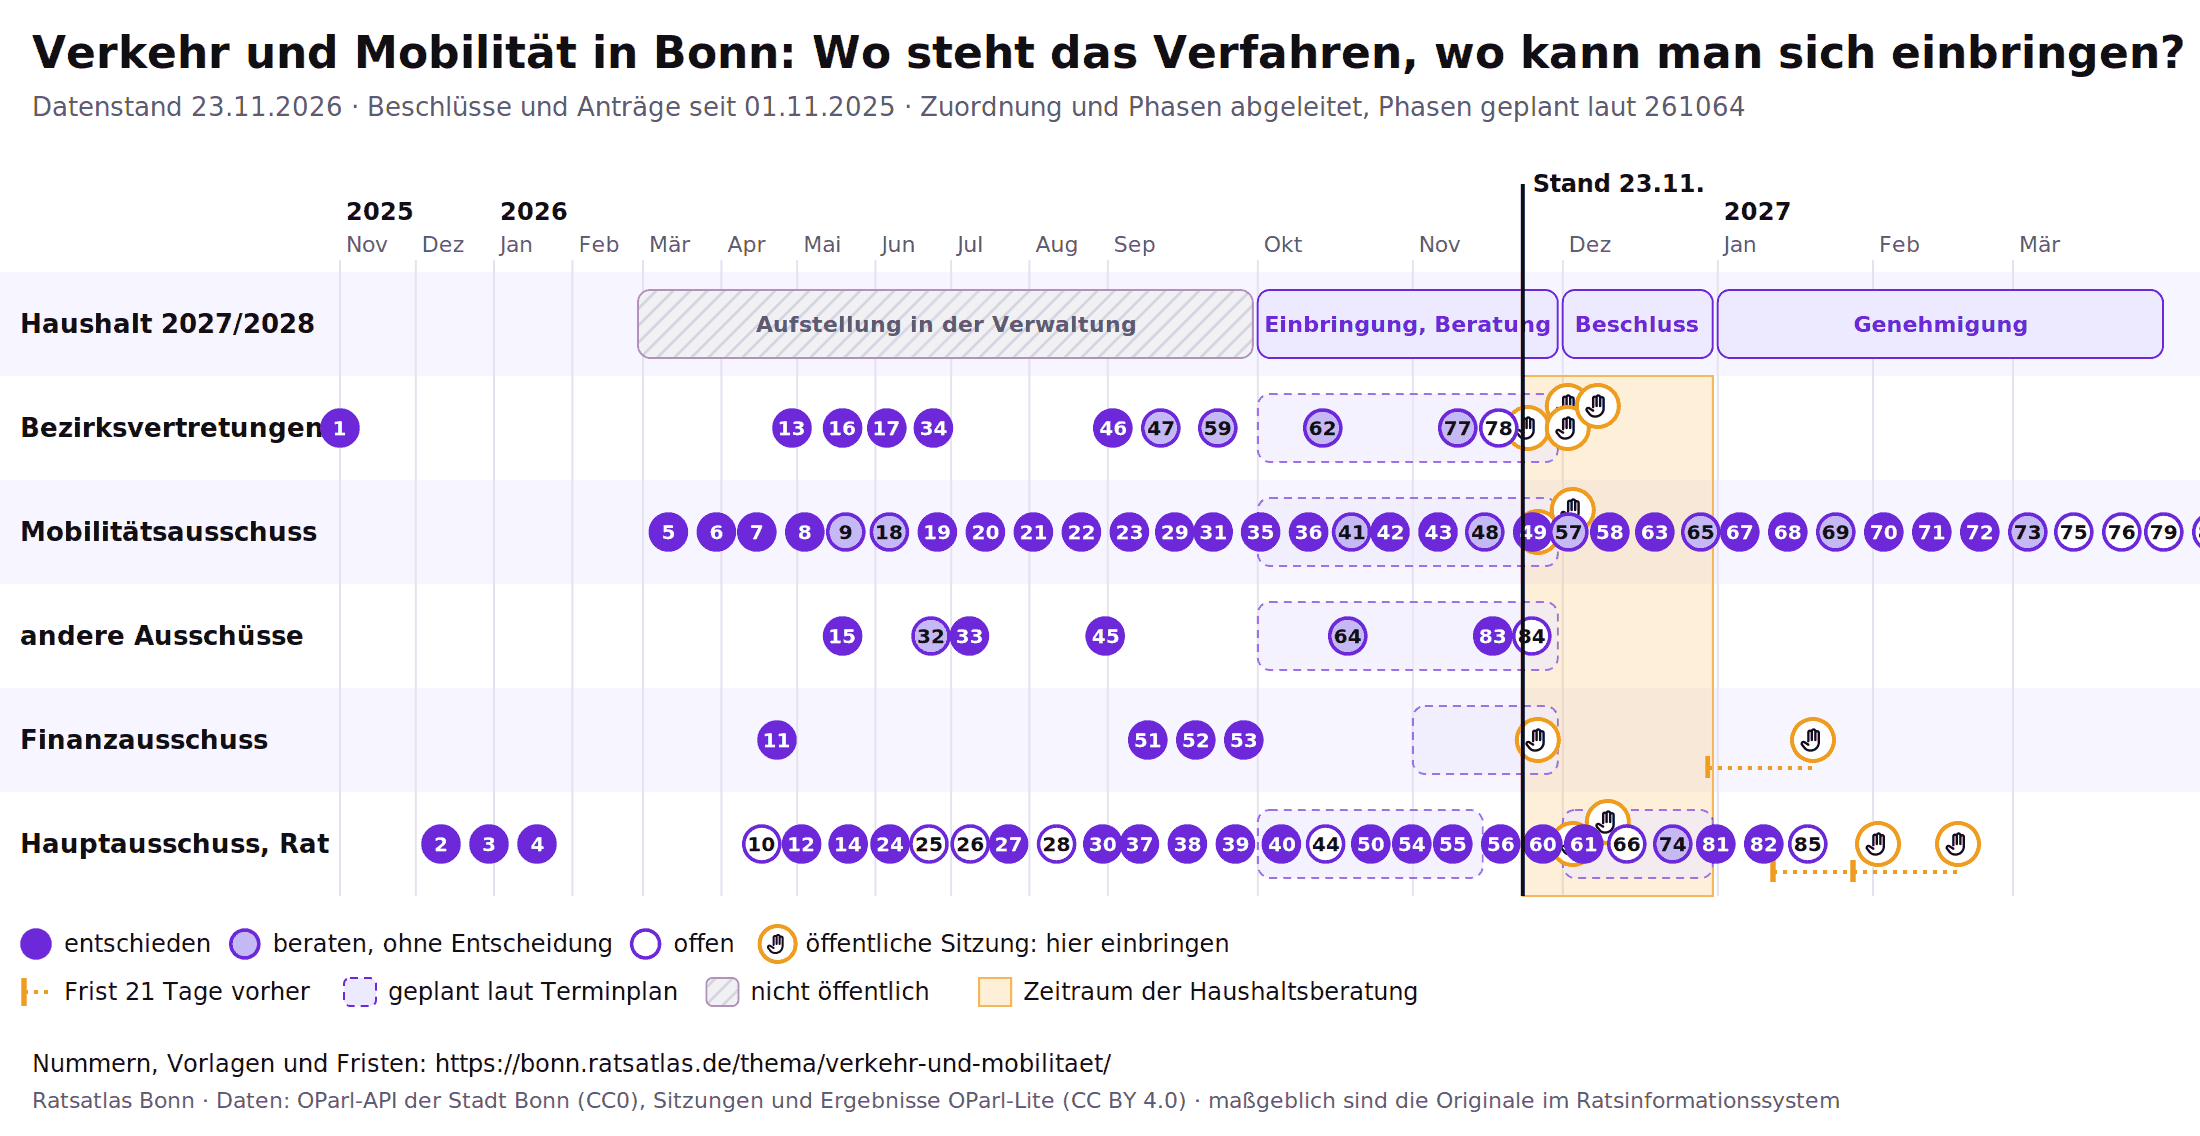 Verkehr und Mobilität in Bonn: Wo steht das Verfahren, wo kann man sich einbringen?
Datenstand 23.11.2026 · Beschlüsse und Anträge seit 01.11.2025 · Zuordnung und Phasen abgeleitet, Phasen geplant laut 261064
Stand 23.11.
2025 2026 2027
Nov Dez Jan Feb Mär Apr Mai Jun Jul Aug Sep Okt Nov Dez Jan Feb Mär
Haushalt 2027/2028 Aufstellung in der Verwaltung Einbringung, Beratung Beschluss Genehmigung
Bezirksvertretungen 1 13 16 17 34 46 47 59 62 77 78
Mobilitätsausschuss 5 6 7 8 9 18 19 20 21 22 23 29 31 35 36 41 42 43 48 49 57 58 63 65 67 68 69 70 71 72 73 75 76 79
andere Ausschüsse 15 32 33 45 64 83 84
Finanzausschuss 11 51 52 53
Hauptausschuss, Rat 2 3 4 10 12 14 24 25 26 27 28 30 37 38 39 40 44 50 54 55 56 60 61 66 74 81 82 85
entschieden beraten, ohne Entscheidung offen öffentliche Sitzung: hier einbringen
Frist 21 Tage vorher geplant laut Terminplan nicht öffentlich Zeitraum der Haushaltsberatung
Nummern, Vorlagen und Fristen: https://bonn.ratsatlas.de/thema/verkehr-und-mobilitaet/
Ratsatlas Bonn · Daten: OParl-API der Stadt Bonn (CC0), Sitzungen und Ergebnisse OParl-Lite (CC BY 4.0) · maßgeblich sind die Originale im Ratsinformationssystem